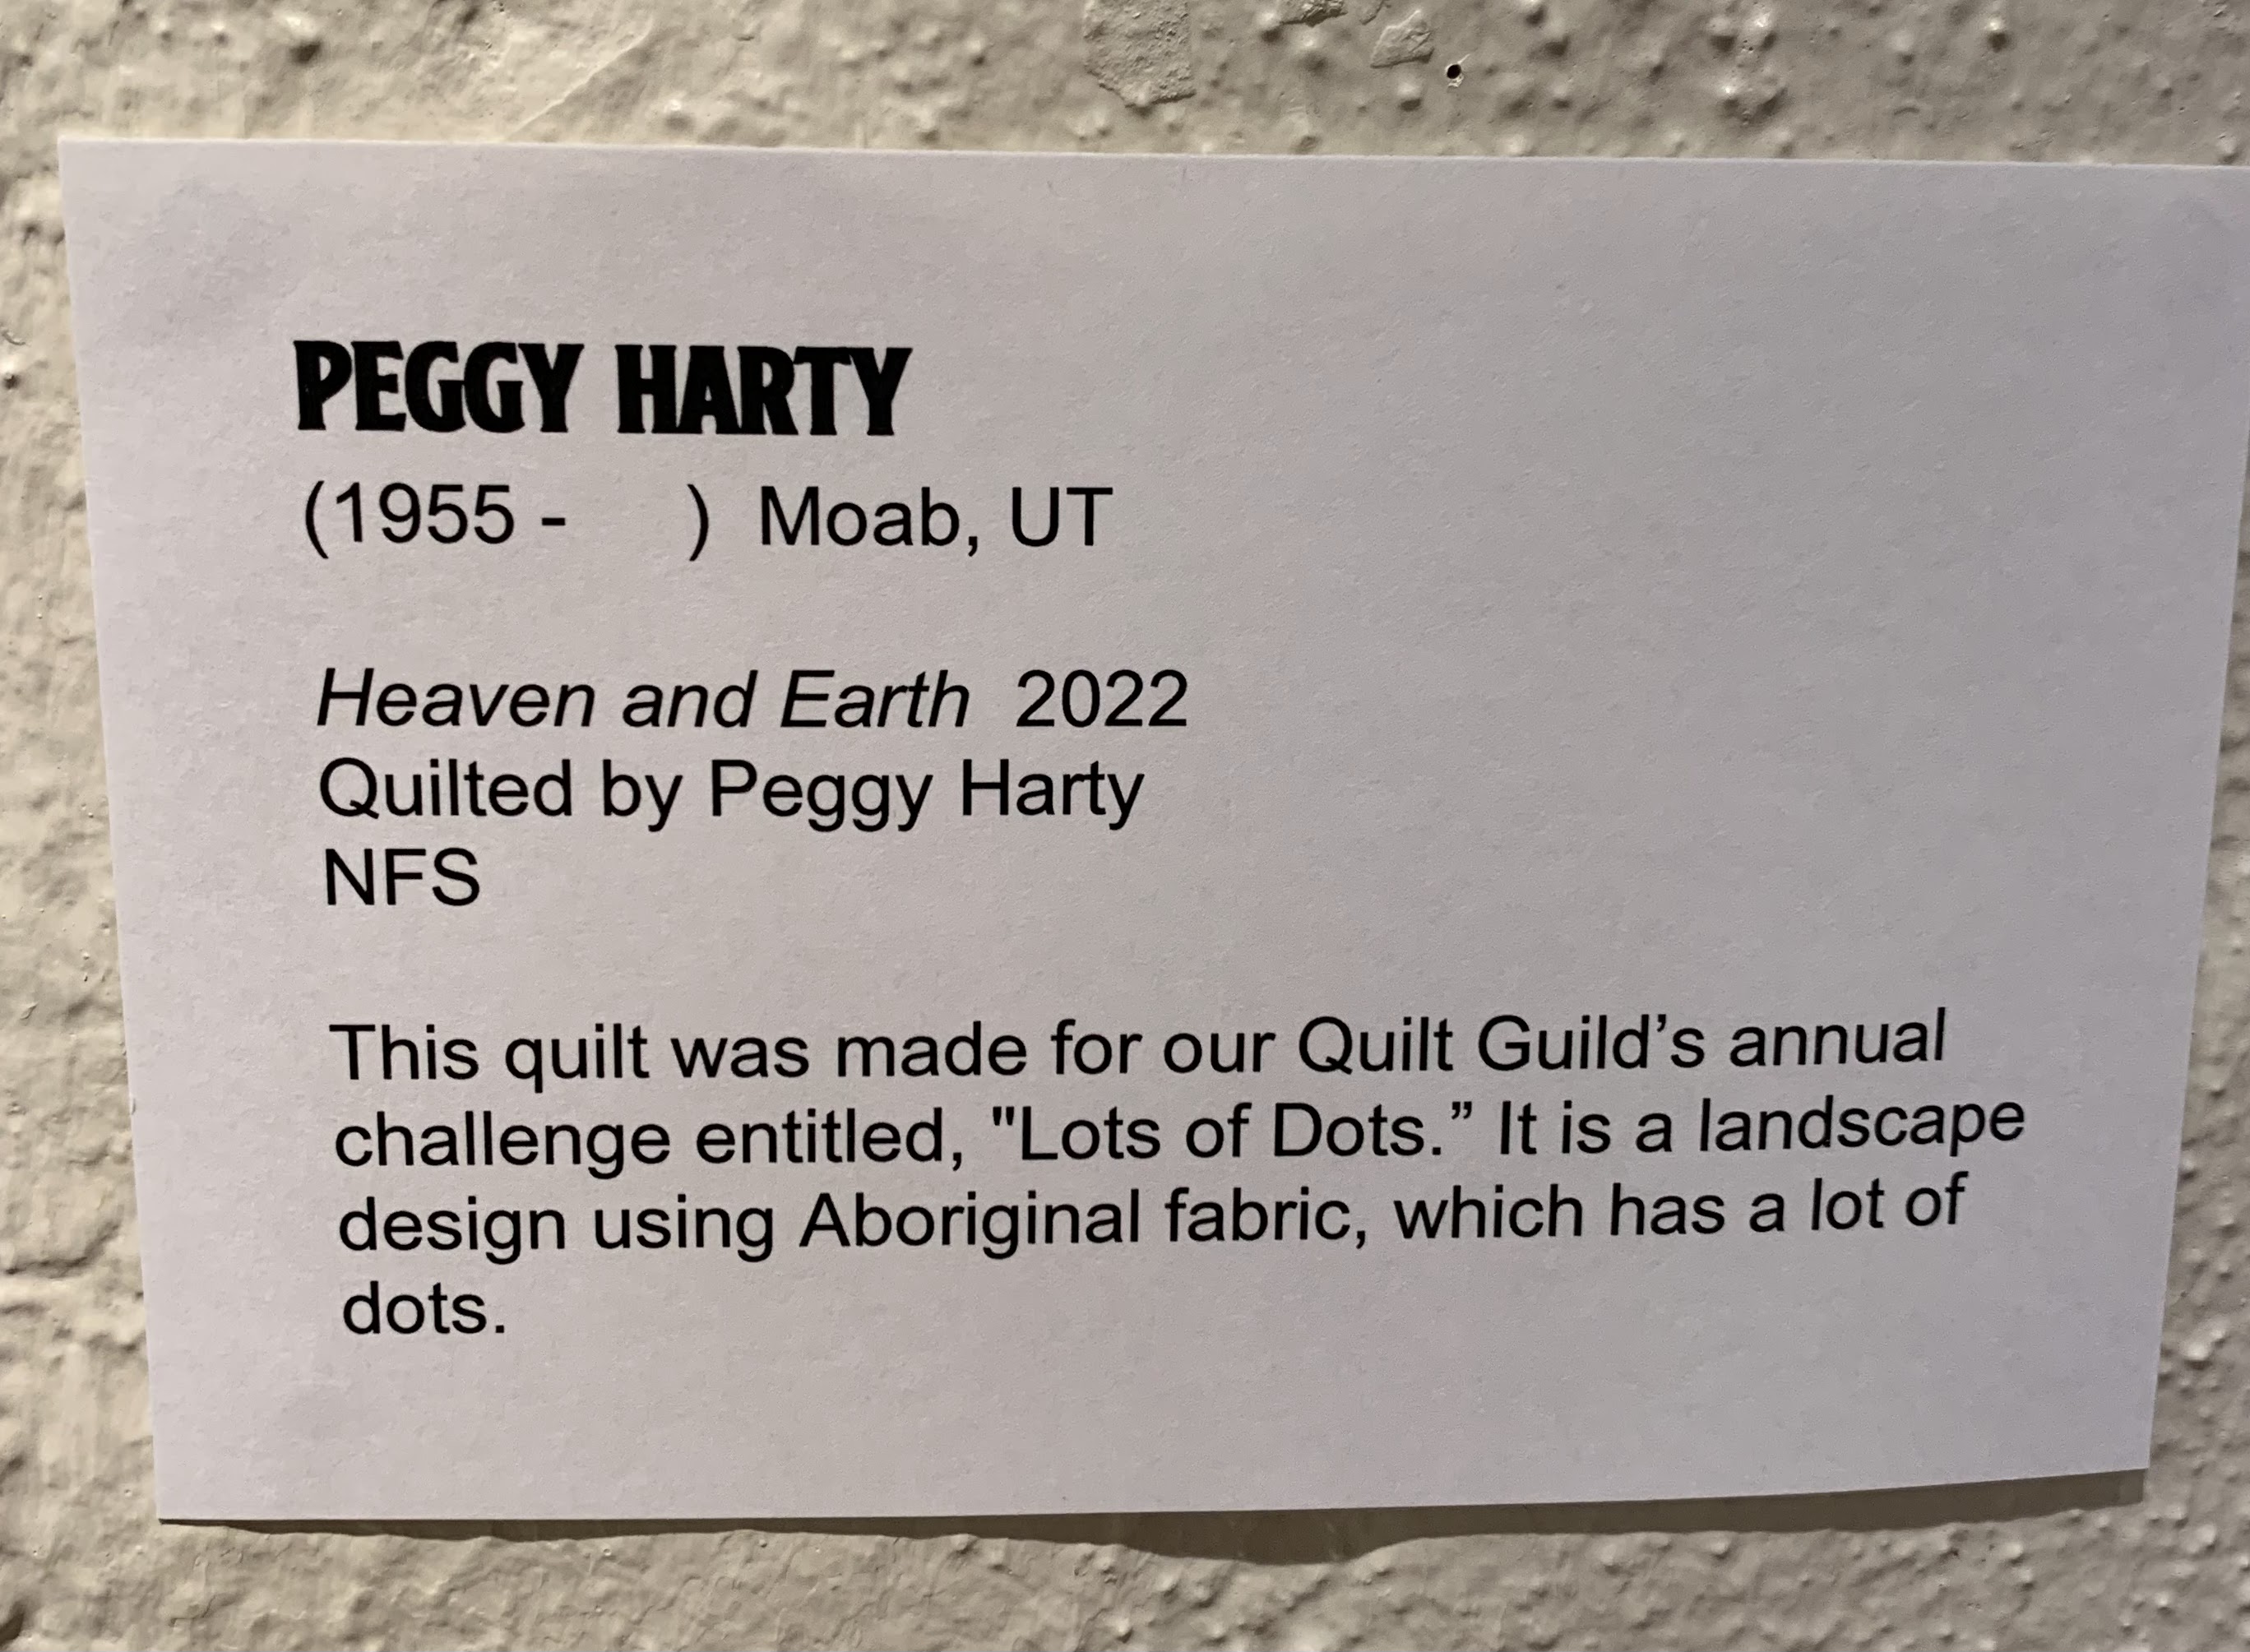 PEGGY HARTY
(1955 -      ) Moab, UT
Heaven and Earth 2022
Quilted by Peggy Harty
NFS
This quilt was made for our Quilt Guild’s annual
challenge entitled, "Lots of Dots.” It is a landscape
design using Aboriginal fabric, which has a lot of
dots.